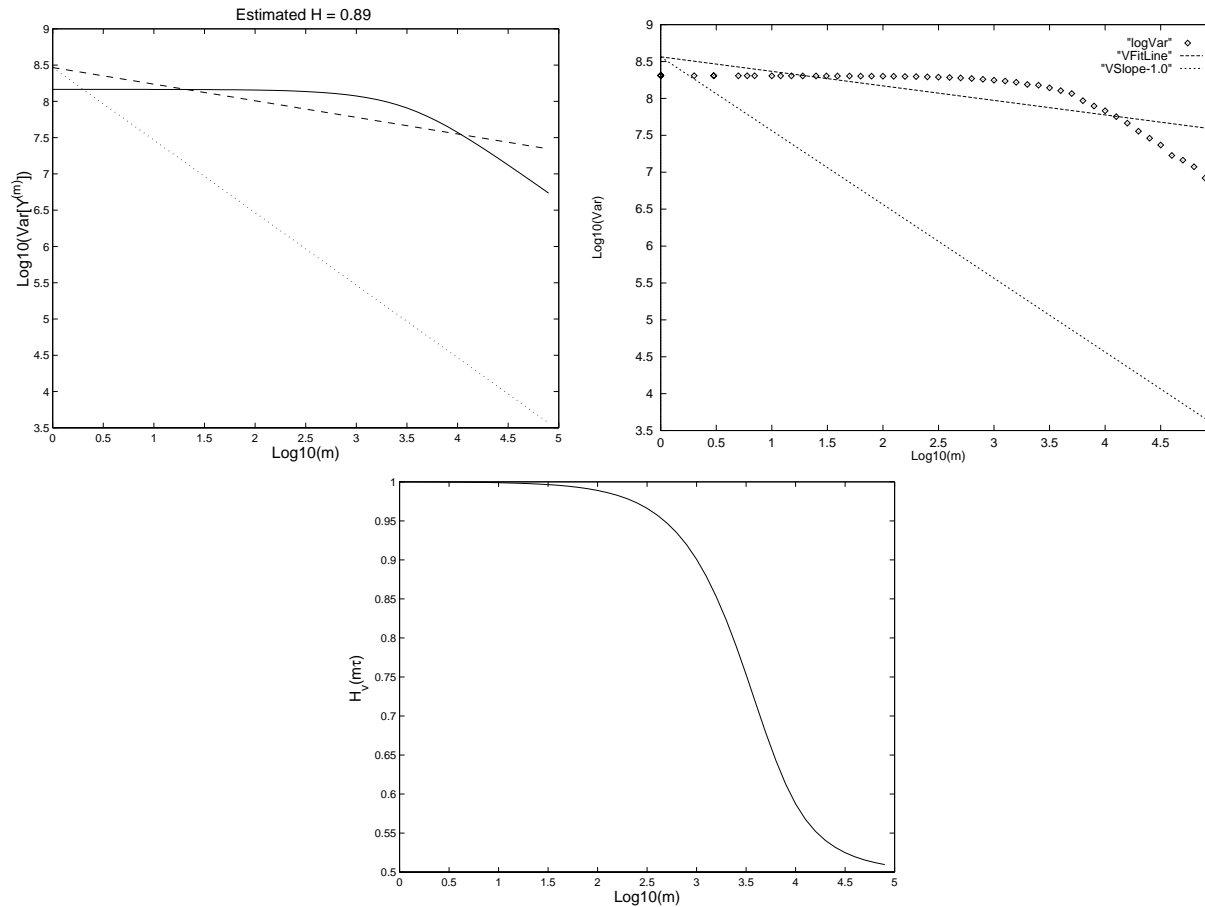 Estimated H = 0.89
9
8.5
8
7.5
7
6.5
6
5.5
5
4.5
4
3.5
0 0.5 1 1.5 2 2.5 3 3.5 4 4.5 5
Log10(m)
Log10(Var[Y^(m)])
9
8.5
8
7.5
7
6.5
6
5.5
5
4.5
4
3.5
0 0.5 1 1.5 2 2.5 3 3.5 4 4.5
Log10(m)
Log10(Var)
"logVar"
"VFitLine"
"VSlope-1.0"
1
0.95
0.9
0.85
0.8
0.75
0.7
0.65
0.6
0.55
0.5
0 0.5 1 1.5 2 2.5 3 3.5 4 4.5 5
Log10(m)
H_v(mτ)